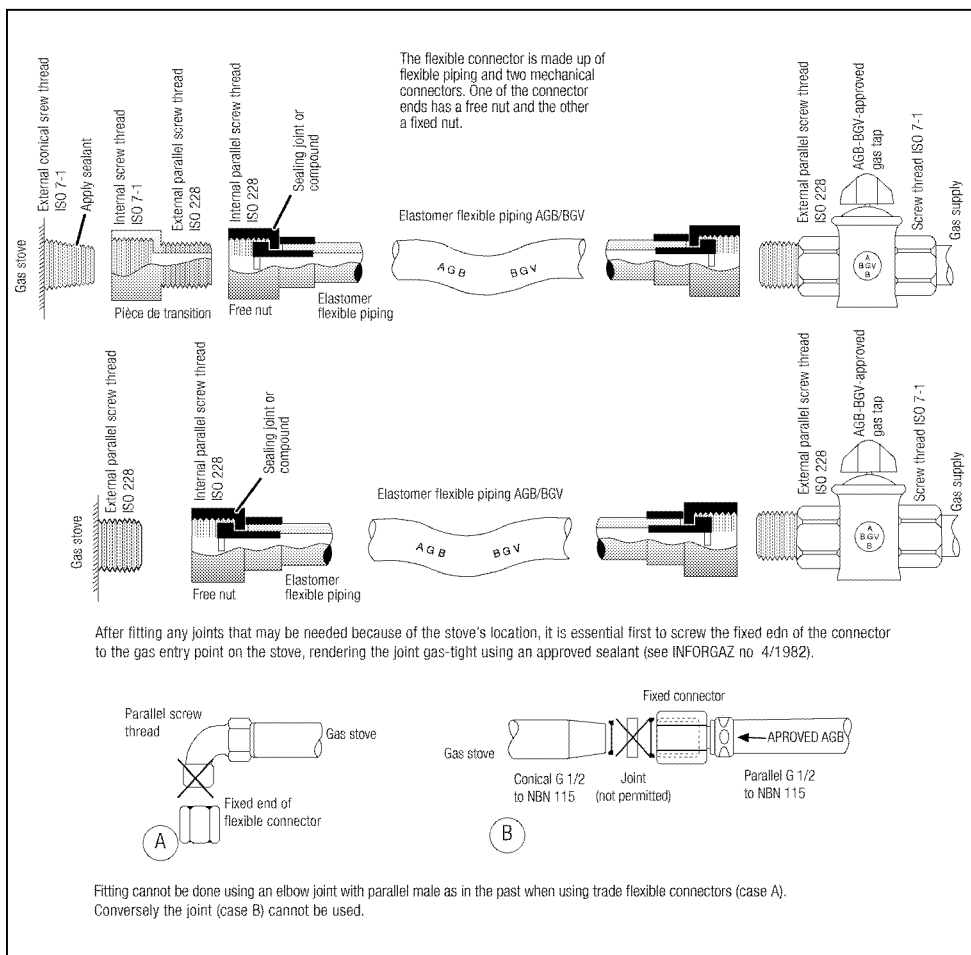 The flexible connector is made up of
flexible piping and two mechanical
connectors. One of the connector
ends has a free nut and the other
a fixed nut.
Gas stove
External conical srew thread
ISO 7-1
Apply sealant
Internal screw thread
ISO 7-1
External parallel screw thread
ISO 228
Internal parallel screw thread
ISO 228
Sealing joint or
compound
Elastomer flexible piping AGB/BGV
AGB BGV
External parallel screw thread
ISO 228
AGB-BGV-approved
gas tap
Screw thread ISO 7-1
Gas supply
A
BGV
B
Pièce de transition
Free nut
Elastomer
flexible piping
Gas stove
External parallel screw thread
ISO 228
Internal parallel screw thread
ISO 228
Sealing joint or
compound
Elastomer flexible piping AGB/BGV
AGB BGV
External parallel screw thread
ISO 228
AGB-BGV-approved
gas tap
Screw thread ISO 7-1
Gas supply
A
BGV
B
Free nut
Elastomer
flexible piping
After fitting any joints that may be needed because of the stove's location, it is essential first to screw the fixed edn of the connector
to the gas entry point on the stove, rendering the joint gas-tight using an approved sealant (see INFORGAZ no 4/1982).
Parallel screw
thread
Gas stove
Fixed end of
flexible connector
A
Fixed connector
Gas stove
APROVED AGB
Conical G 1/2
to NBN 115
Joint
(not permitted)
Parallel G 1/2
to NBN 115
B
Fitting cannot be done using an elbow joint with parallel male as in the past when using trade flexible connectors (case A).
Conversely the joint (case B) cannot be used.